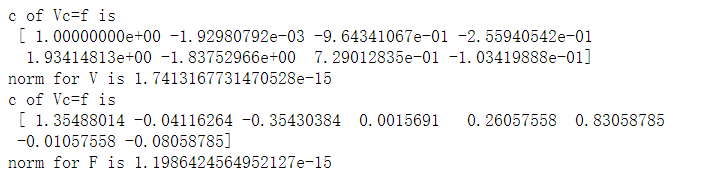 c of Vc=f is
[ 1.00000000e+00 -1.92980792e-03 -9.64341067e-01 -2.55940542e-01
1.93414813e+00 -1.83752966e+00 7.29012835e-01 -1.03419888e-01]
norm for V is 1.7413167731470528e-15
c of Vc=f is
[ 1.35488014 -0.04116264 -0.35430384 0.0015691 0.26057558 0.83058785
-0.01057558 -0.08058785]
norm for F is 1.1986424564952127e-15